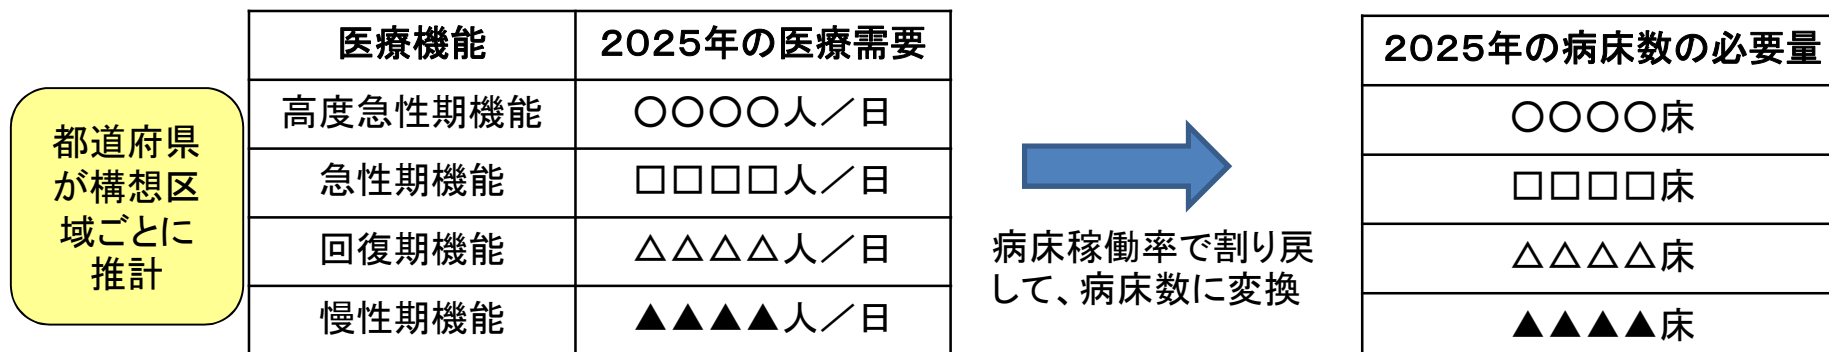 都道府県
が構想区
域ごとに
推計
医療機能 2025年の医療需要
高度急性期機能 ○○○○人／日
急性期機能 □□□□人／日
回復期機能 △△△△人／日
慢性期機能 ▲▲▲▲人／日
病床稼働率で割り戻
して、病床数に変換
2025年の病床数の必要量
○○○○床
□□□□床
△△△△床
▲▲▲▲床